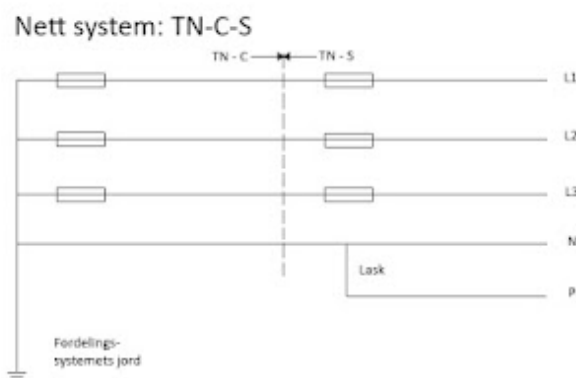 Nett system: TN-C-S
TN - C TN - S
L1
L2
L3
N
Lask
P
Fordelings-
systemets jord